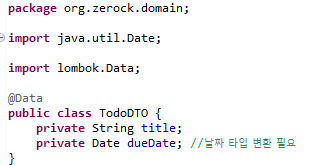 package org.zerock.domain;
import java.util.Date;
import lombok.Data;
@Data
public class TodoDTO {
private String title;
private Date dueDate; //날짜 타입 변환 필요
}